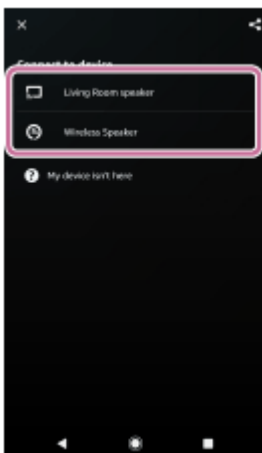 Connect to device
Living Room speaker
Wireless Speaker
My device isn't here